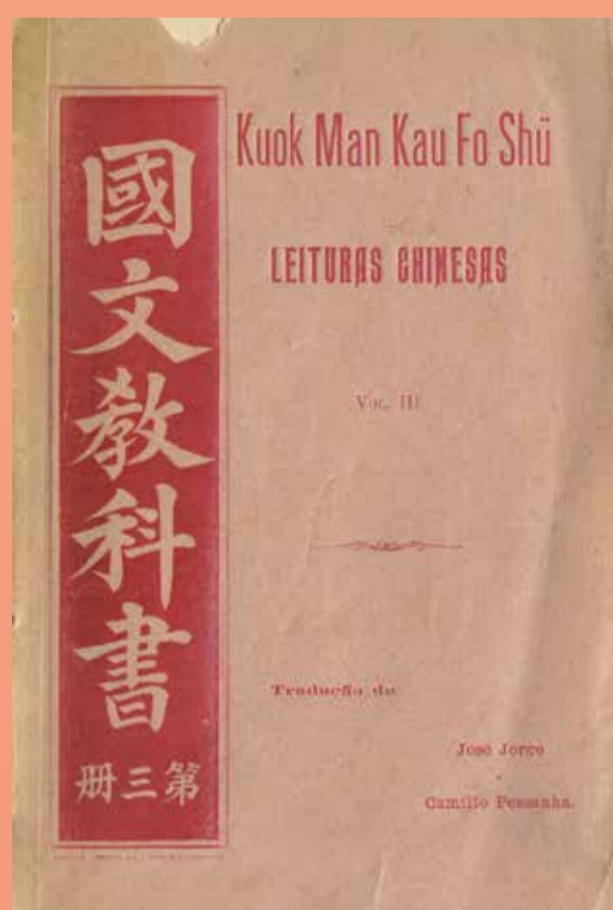 國文教科書
第三冊
Kuok Man Kau Fo Shü
LEITURAS CHINESAS
VOL. III
Traducção de
José Jorge
e
Camillo Pessanha.